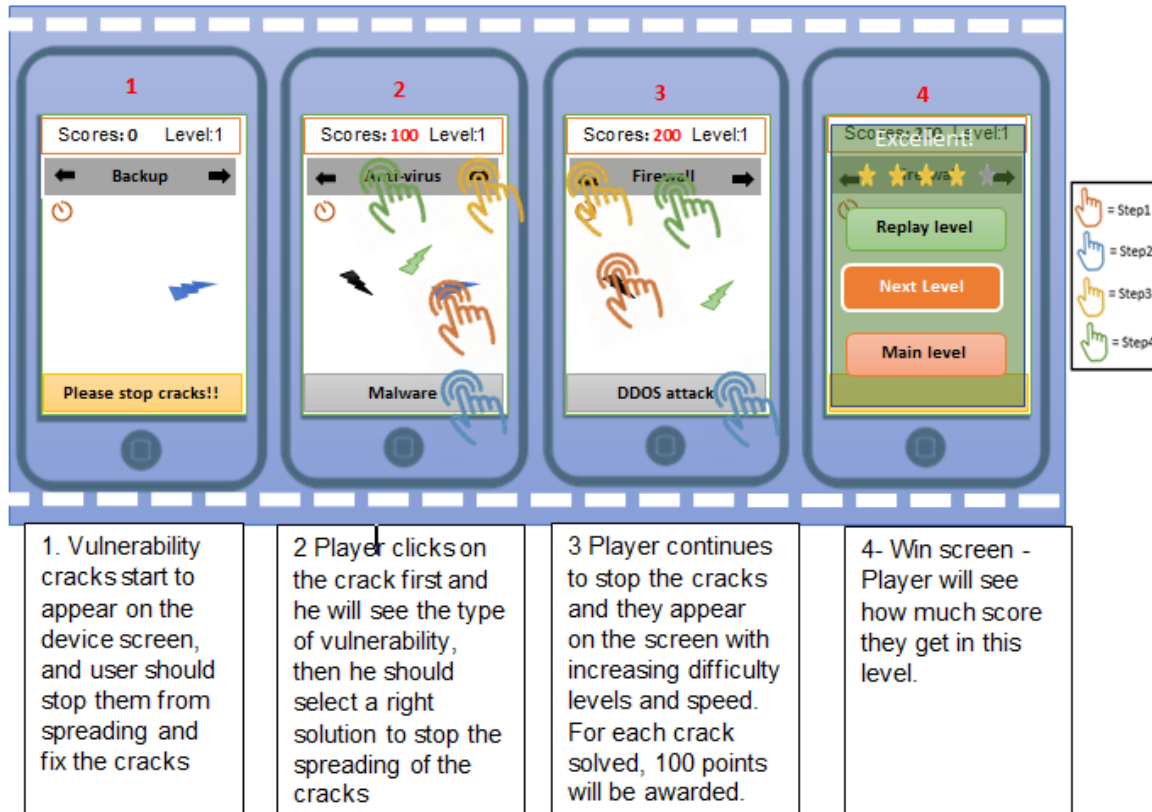 1
Scores: 0 Level:1
Backup
Please stop cracks!!
2
Scores: 100 Level:1
Anti-virus
Malware
3
Scores: 200 Level:1
Firewall
DDOS attack
4
Level:1
Excellent!
Replay level
Next Level
Main level
= Step1
= Step2
= Step3
= Step4
1. Vulnerability
cracks start to
appear on the
device screen,
and user should
stop them from
spreading and
fix the cracks
2 Player clicks on
the crack first and
he will see the type
of vulnerability,
then he should
select a right
solution to stop the
spreading of the
cracks
3 Player continues
to stop the cracks
and they appear
on the screen with
increasing difficulty
levels and speed.
For each crack
solved, 100 points
will be awarded.
4- Win screen -
Player will see
how much score
they get in this
level.